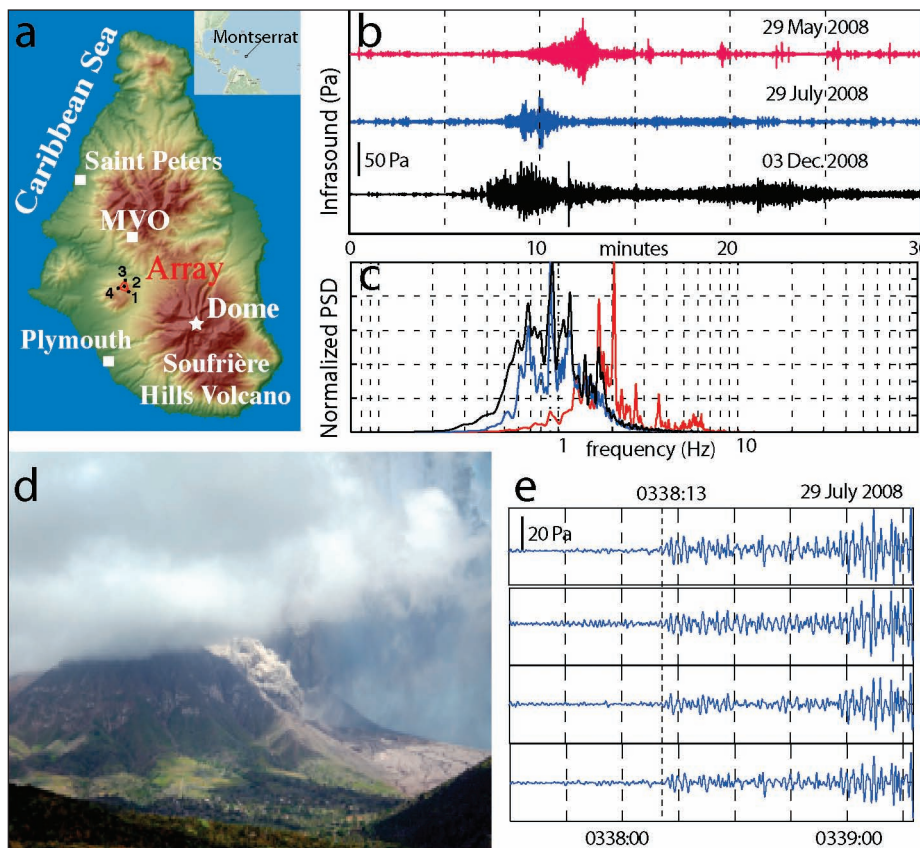 a
Montserrat
Caribbean Sea
Saint Peters
MVO
Array
3
2
4
1
Dome
Plymouth
Soufrière
Hills Volcano
b
29 May 2008
29 July 2008
50 Pa
03 Dec. 2008
Infrasound (Pa)
0 10 minutes 20 30
c
Normalized PSD
1 10
frequency (Hz)
d
e
0338:13 29 July 2008
20 Pa
0338:00 0339:00